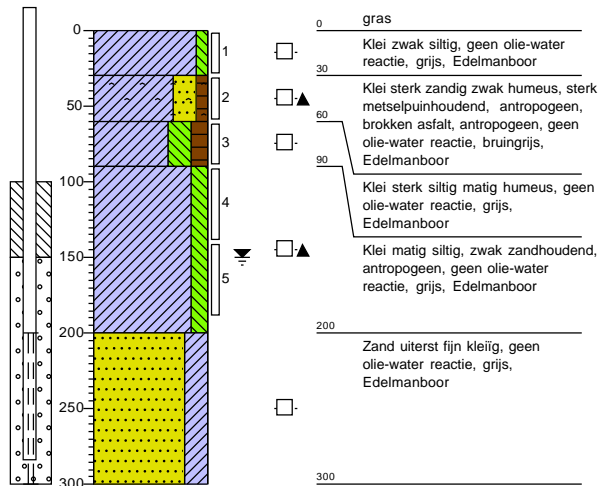 0
50
100
150
200
250
300
1
2
3
4
5
0
gras
Klei zwak siltig, geen olie-water
reactie, grijs, Edelmanboor
30
Klei sterk zandig zwak humeus, sterk
metselpuinhoudend, antropogeen,
brokken asfalt, antropogeen, geen
olie-water reactie, bruingrijs,
Edelmanboor
60
Klei sterk siltig matig humeus, geen
olie-water reactie, grijs,
Edelmanboor
90
Klei matig siltig, zwak zandhoudend,
antropogeen, geen olie-water
reactie, grijs, Edelmanboor
200
Zand uiterst fijn kleiïg, geen
olie-water reactie, grijs,
Edelmanboor
300